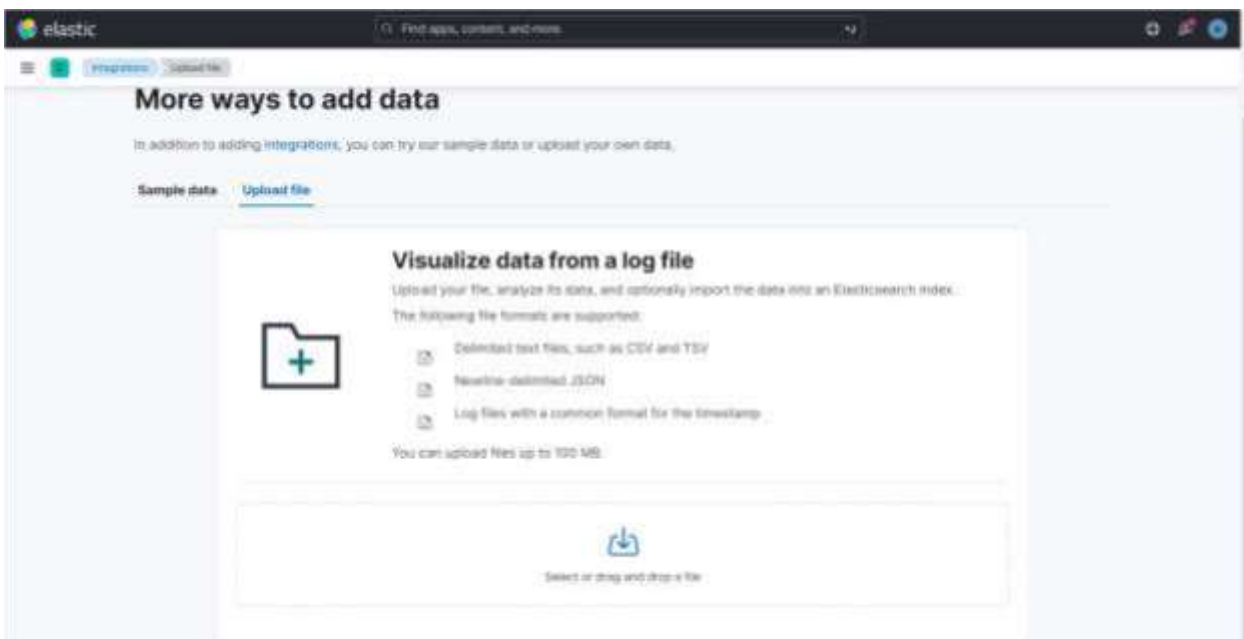 elastic
Find apps, content, and more.
Integrations
Upload file
More ways to add data
In addition to adding integrations, you can try our sample data or upload your own data.
Sample data
Upload file
Visualize data from a log file
Upload your file, analyze its data, and optionally import the data into an Elasticsearch index.
The following file formats are supported:
Delimited text files, such as CSV and TSV
Newline-delimited JSON
Log files with a common format for the timestamp
You can upload files up to 100 MB.
Select or drag and drop a file